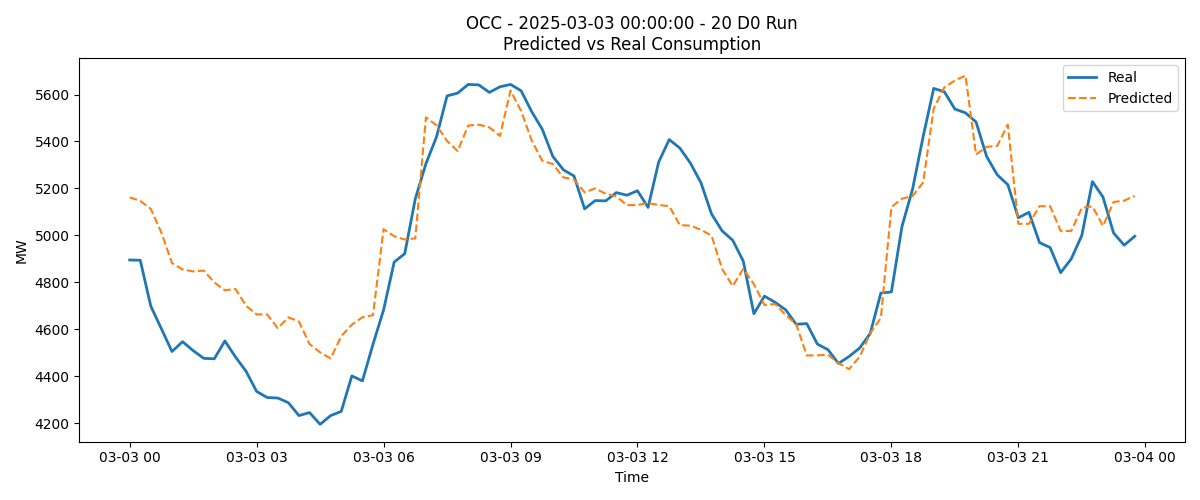 OCC - 2025-03-03 00:00:00 - 20 D0 Run
Predicted vs Real Consumption
Real
Predicted
MW
5600
5400
5200
5000
4800
4600
4400
4200
03-03 00
03-03 03
03-03 06
03-03 09
03-03 12
03-03 15
03-03 18
03-03 21
03-04 00
Time